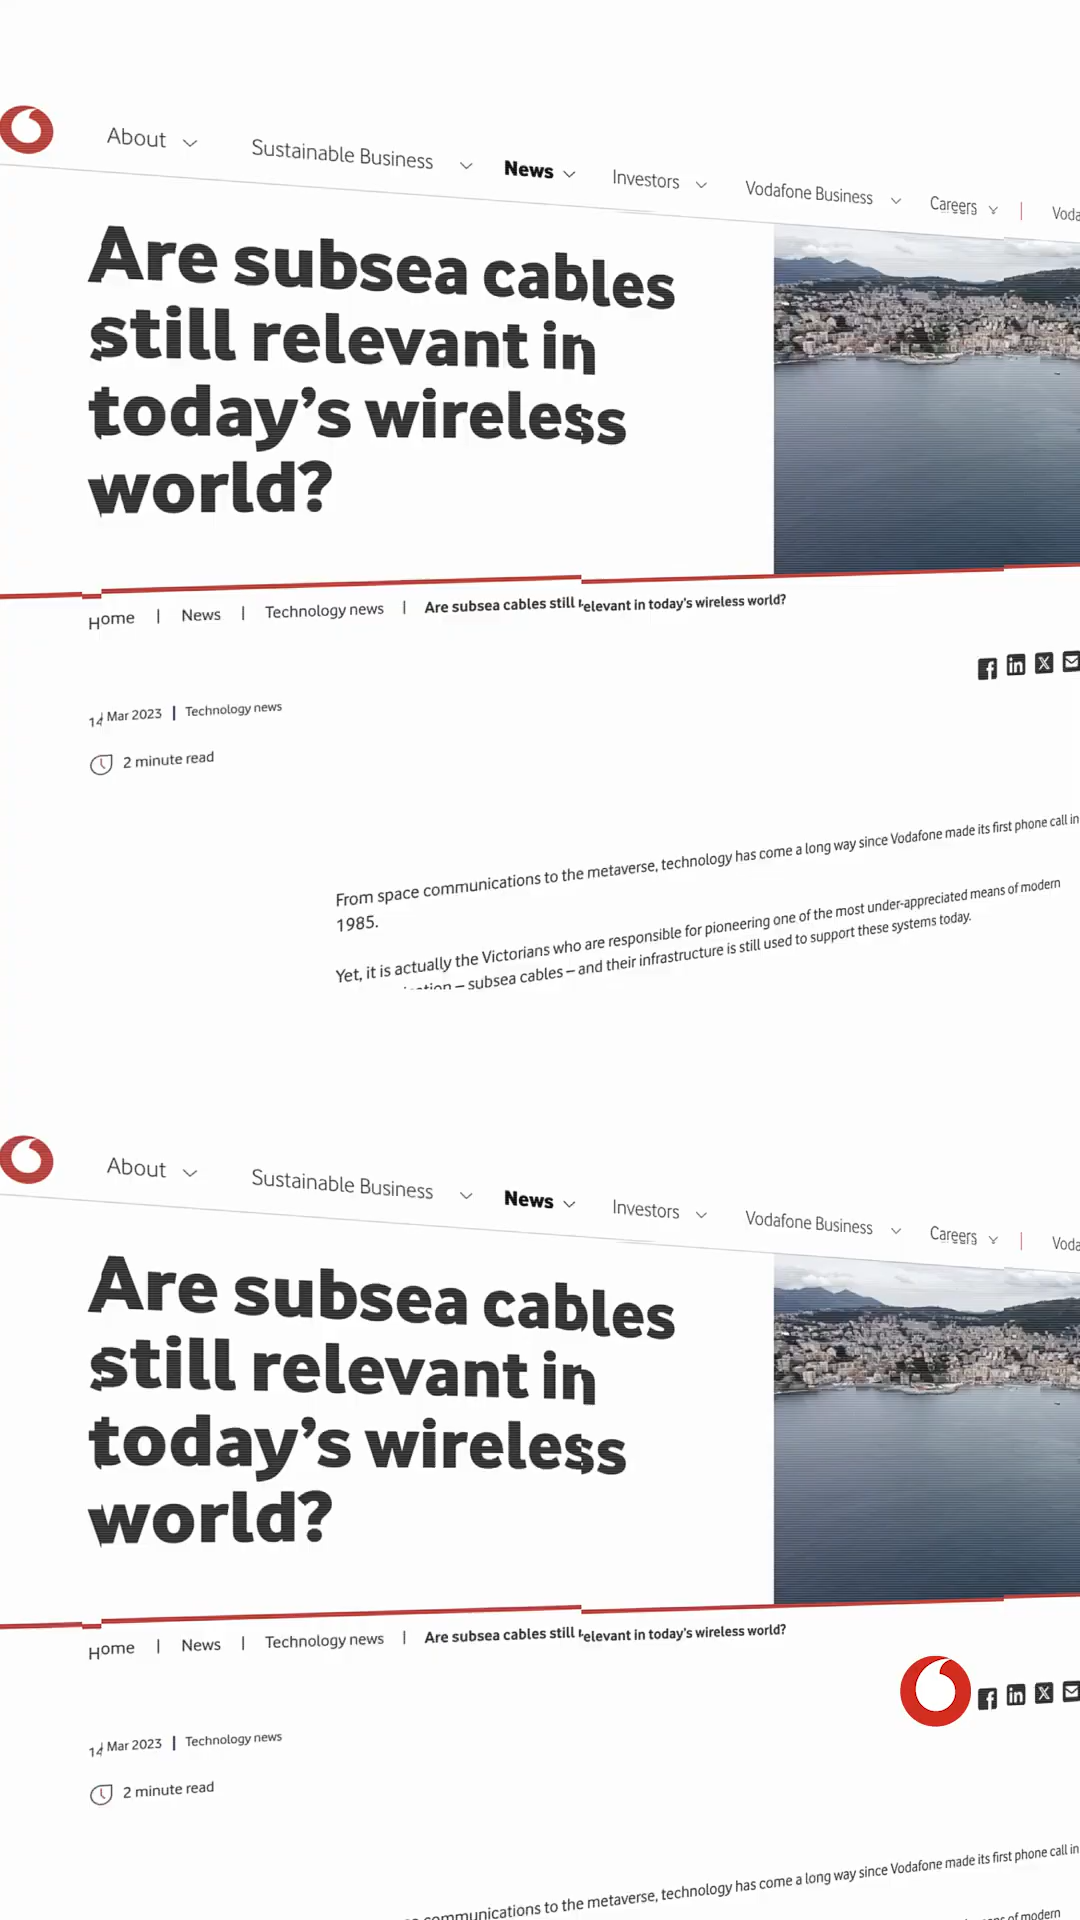 About Sustainable Business News Investors Vodafone Business Careers Voda
Are subsea cables
still relevant in
today's wireless
world?
Home | News | Technology news | Are subsea cables still relevant in today's wireless world?
14 Mar 2023 | Technology news
2 minute read
From space communications to the metaverse, technology has come a long way since Vodafone made its first phone call in
1985.
Yet, it is actually the Victorians who are responsible for pioneering one of the most under-appreciated means of modern
– subsea cables – and their infrastructure is still used to support these systems today.
About Sustainable Business News Investors Vodafone Business Careers Voda
Are subsea cables
still relevant in
today's wireless
world?
Home | News | Technology news | Are subsea cables still relevant in today's wireless world?
14 Mar 2023 | Technology news
2 minute read
communications to the metaverse, technology has come a long way since Vodafone made its first phone call in
of modern